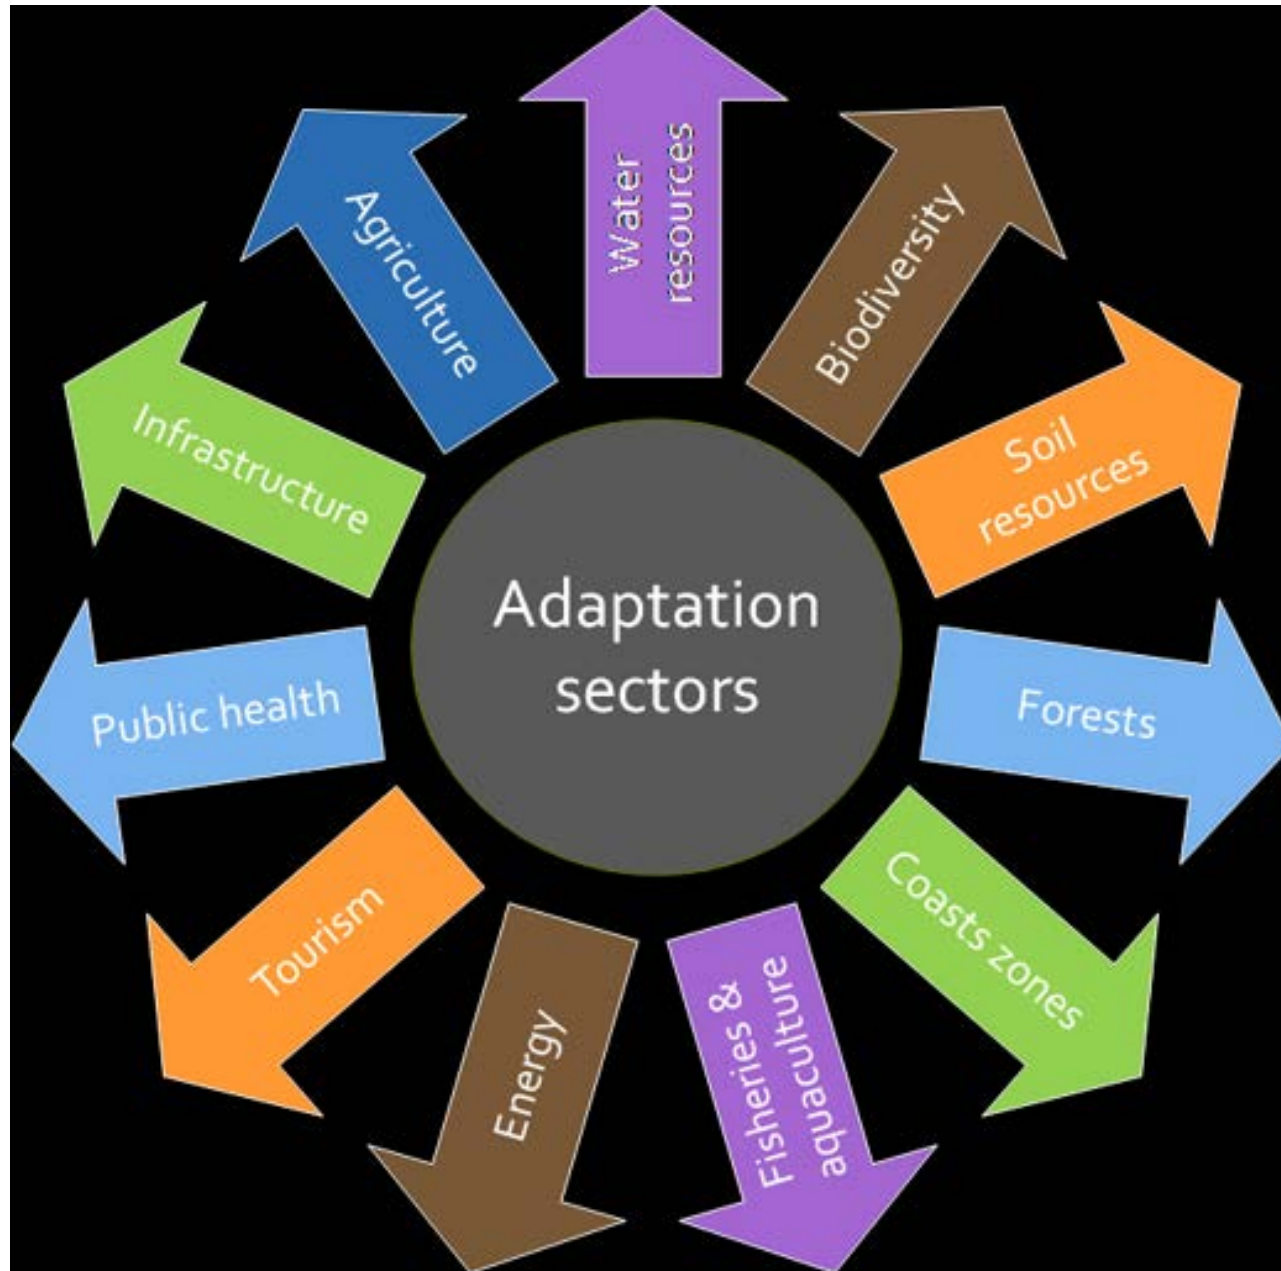 Adaptation
sectors
Water
resources
Biodiversity
Soil
resources
Forests
Coasts zones
Fisheries &
aquaculture
Energy
Tourism
Public health
Infrastructure
Agriculture